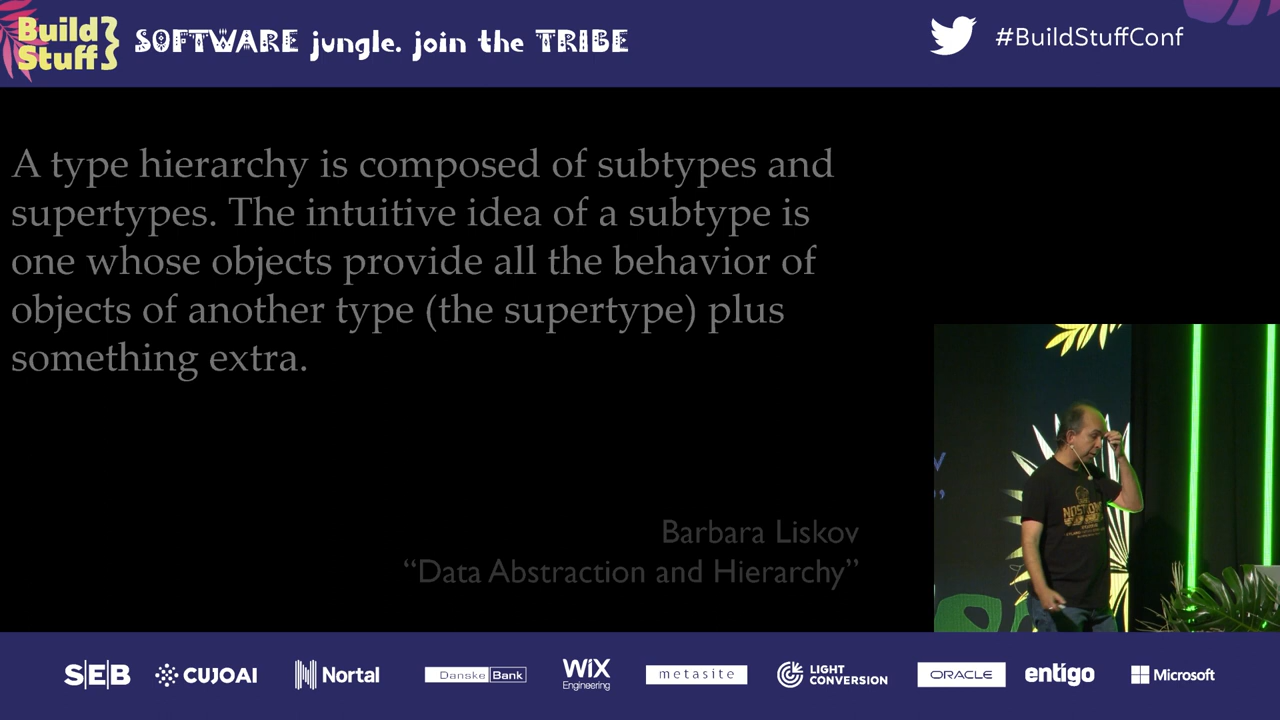 Build
Stuff}
SOFTWARE jungle. join the TRIBE
#BuildStuffConf
A type hierarchy is composed of subtypes and
supertypes. The intuitive idea of a subtype is
one whose objects provide all the behavior of
objects of another type (the supertype) plus
something extra.
Barbara Liskov
“Data Abstraction and Hierarchy”
SEB
CUJOAI
Nortal
Danske Bank
WiX
Engineering
metasite
LIGHT
CONVERSION
ORACLE
entigo
Microsoft